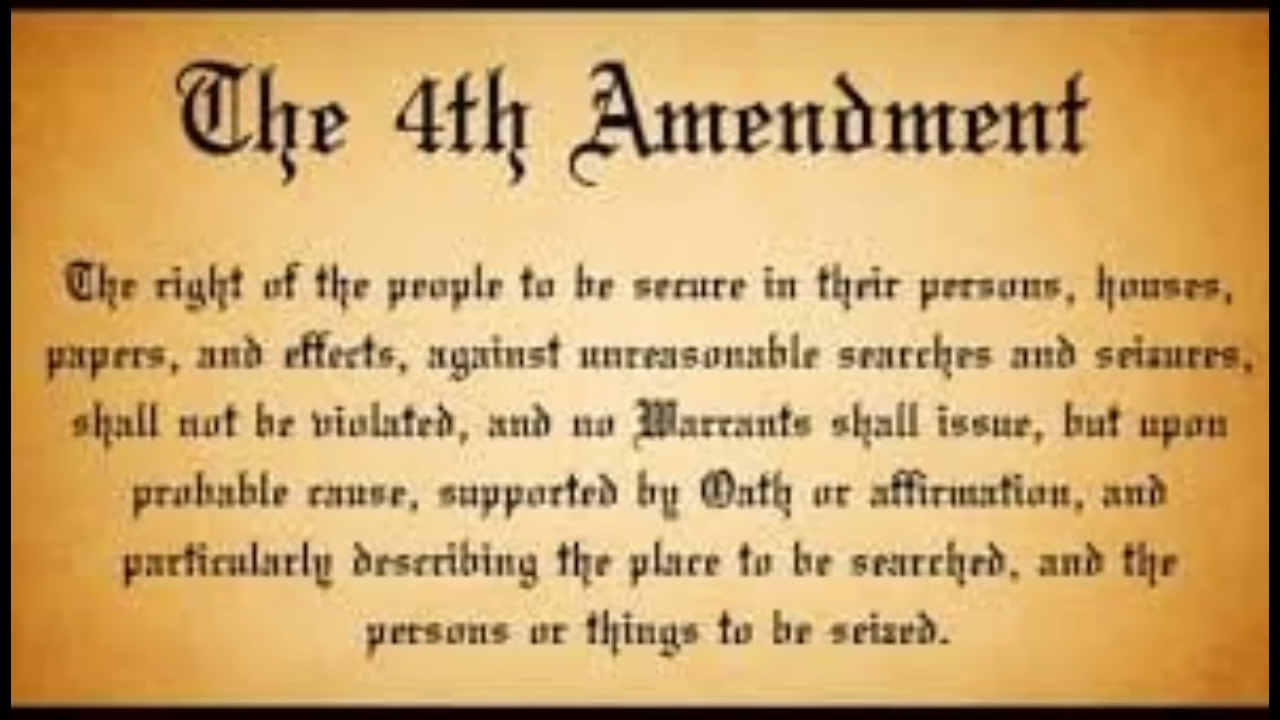 The 4th Amendment
The right of the people to be secure in their persons, houses,
papers, and effects, against unreasonable searches and seizures,
shall not be violated, and no Warrants shall issue, but upon
probable cause, supported by Oath or affirmation, and
particularly describing the place to be searched, and the
persons or things to be seized.